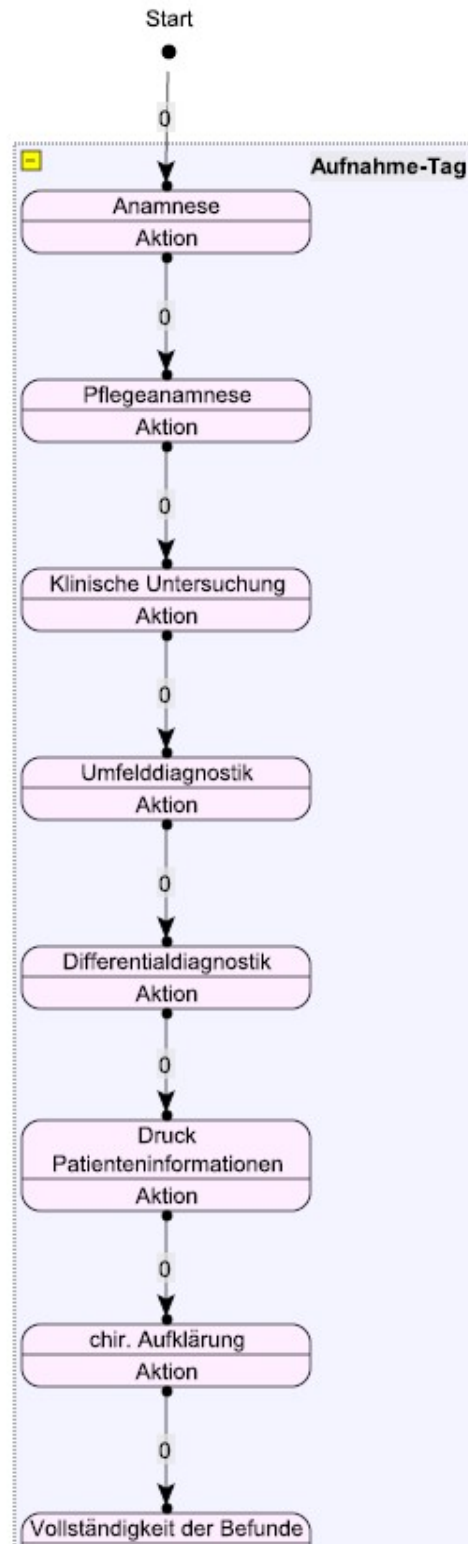 Start
0
Aufnahme-Tag
Anamnese
Aktion
0
Pflegeanamnese
Aktion
0
Klinische Untersuchung
Aktion
0
Umfelddiagnostik
Aktion
0
Differentialdiagnostik
Aktion
0
Druck
Patienteninformationen
Aktion
0
chir. Aufklärung
Aktion
0
Vollständigkeit der Befunde